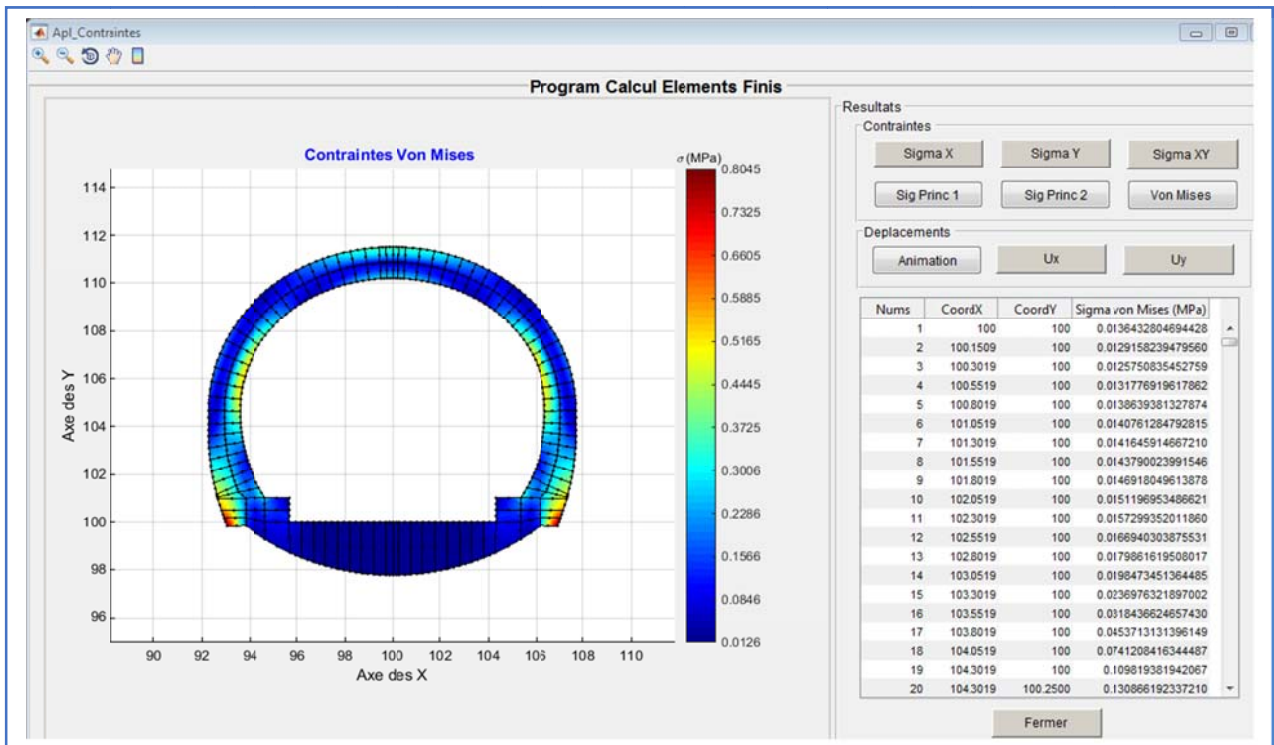 Apl_Contraintes
Program Calcul Elements Finis
Contraintes Von Mises
σ (MPa)
114
112
110
108
106
104
102
100
98
96
Axe des Y
90 92 94 96 98 100 102 104 106 108 110
Axe des X
0.8045
0.7325
0.6605
0.5885
0.5165
0.4445
0.3725
0.3006
0.2286
0.1566
0.0846
0.0126
Resultats
Contraintes
Sigma X Sigma Y Sigma XY
Sig Princ 1 Sig Princ 2 Von Mises
Deplacements
Animation Ux Uy
Nums CoordX CoordY Sigma von Mises (MPa)
1 100 100 0.0136432804694428
2 100.1509 100 0.0129158239479560
3 100.3019 100 0.0125750835452759
4 100.5519 100 0.0131776919617862
5 100.8019 100 0.0138639381327874
6 101.0519 100 0.0140761284792815
7 101.3019 100 0.0141645914667210
8 101.5519 100 0.0143790023991546
9 101.8019 100 0.0146918049613878
10 102.0519 100 0.0151196953486621
11 102.3019 100 0.0157299352011860
12 102.5519 100 0.0166940303875531
13 102.8019 100 0.0179861619508017
14 103.0519 100 0.0198473451364485
15 103.3019 100 0.0236976321897002
16 103.5519 100 0.0318436624657430
17 103.8019 100 0.0453713131396149
18 104.0519 100 0.0741208416344487
19 104.3019 100 0.109819381942067
20 104.3019 100.2500 0.130866192337210
Fermer